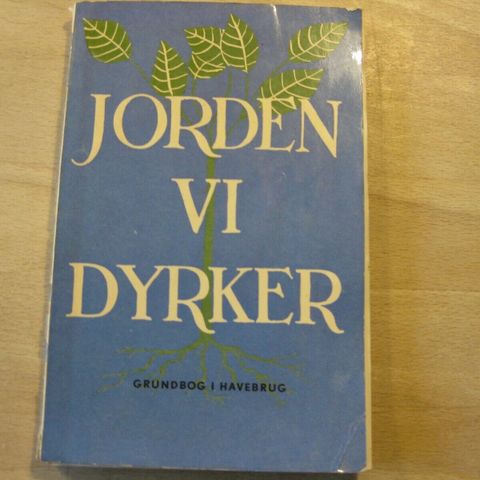 JORDEN
VI
DYRKER
GRUNDBOG I HAVEBRUG